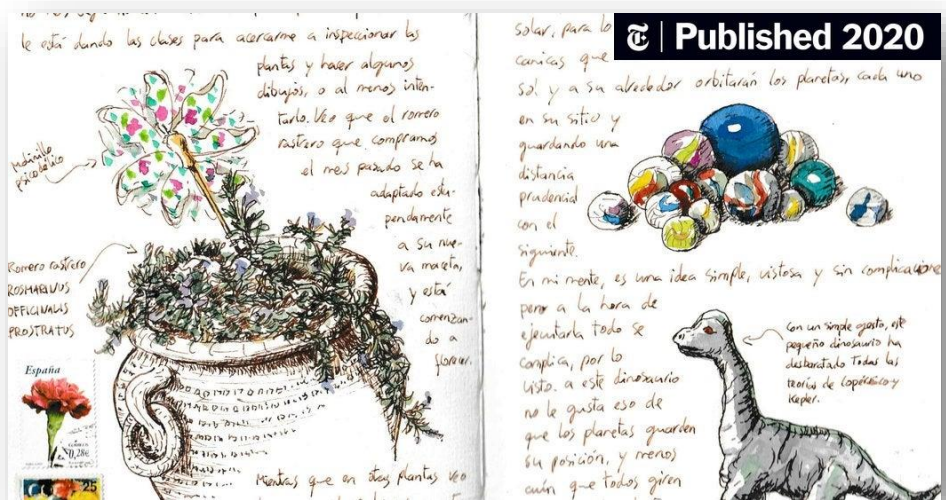 le está dando las clases para acercarme a inspeccionar las
plantas y hacer algunos
dibujos, o al menos inten-
tarlo. Veo que el romero
rastrero que compramos
el mes pasado se ha
adaptado estu-
pendamente
a su nue-
va maceta,
y está
comenzan-
do a
florecer.
Molinillo
psicodélico
Romero rastrero
ROSMARINUS
OFFICINALIS
PROSTRATUS
España
0,28€
25
Mientras que en otras plantas veo
solar, para lo
canicas que
sol y a su alrededor orbitarán los planetas, cada uno
en su sitio y
guardando una
distancia
prudencial
con el
siguiente.
En mi mente, es una idea simple, vistosa y sin complicaciones
pero a la hora de
ejecutarla todo se
complica, por lo
visto. a este dinosaurio
no le gusta eso de
que los planetas guarden
su posición, y menos
aún que todos giren
Con un simple gesto, este
pequeño dinosaurio ha
desbaratado todas las
teorías de Copérnico y
Kepler.
Published 2020